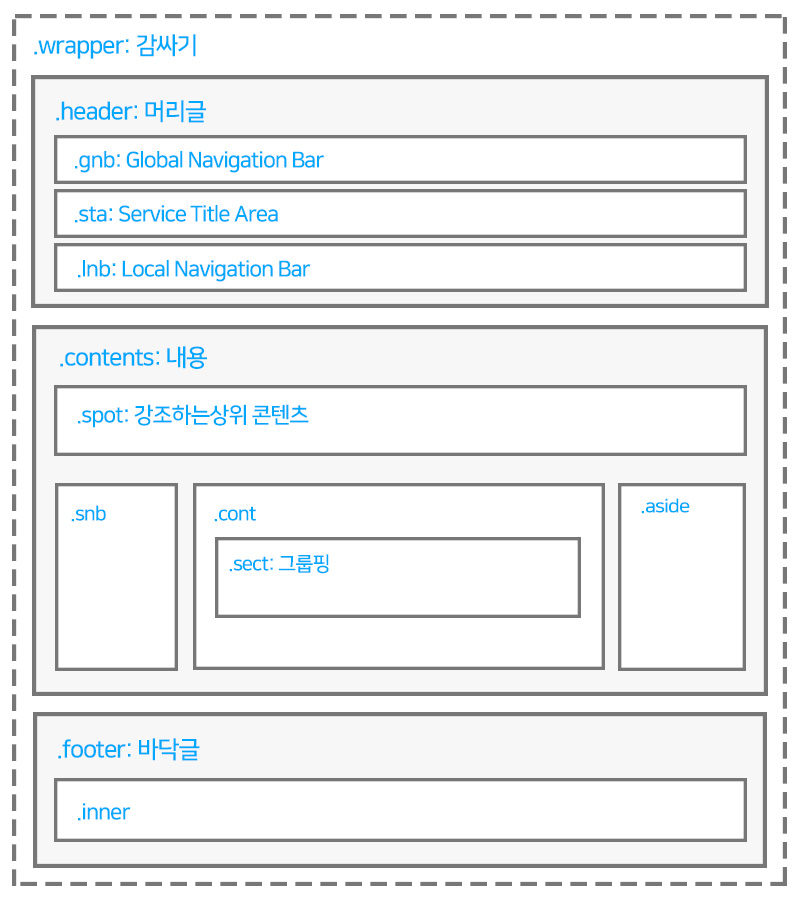 .wrapper: 감싸기
.header: 머리글
.gnb: Global Navigation Bar
.sta: Service Title Area
.lnb: Local Navigation Bar
.contents: 내용
.spot: 강조하는상위 콘텐츠
.snb
.cont
.sect: 그룹핑
.aside
.footer: 바닥글
.inner